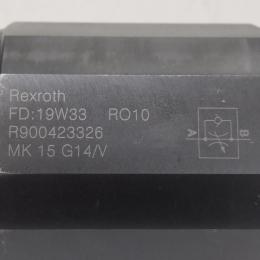 Rexroth
FD:19W33 RO10
R900423326
MK 15 G14/V
A
B